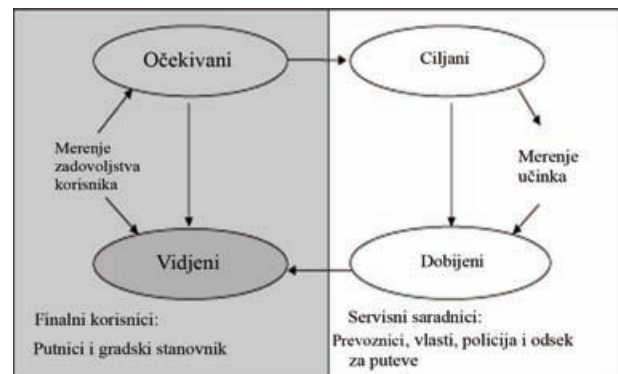 Očekivani
Ciljani
Merenje
zadovoljstva
korisnika
Merenje
učinka
Vidjeni
Dobijeni
Finalni korisnici:
Putnici i gradski stanovnik
Servisni saradnici:
Prevoznici, vlasti, policija i odsek
za puteve